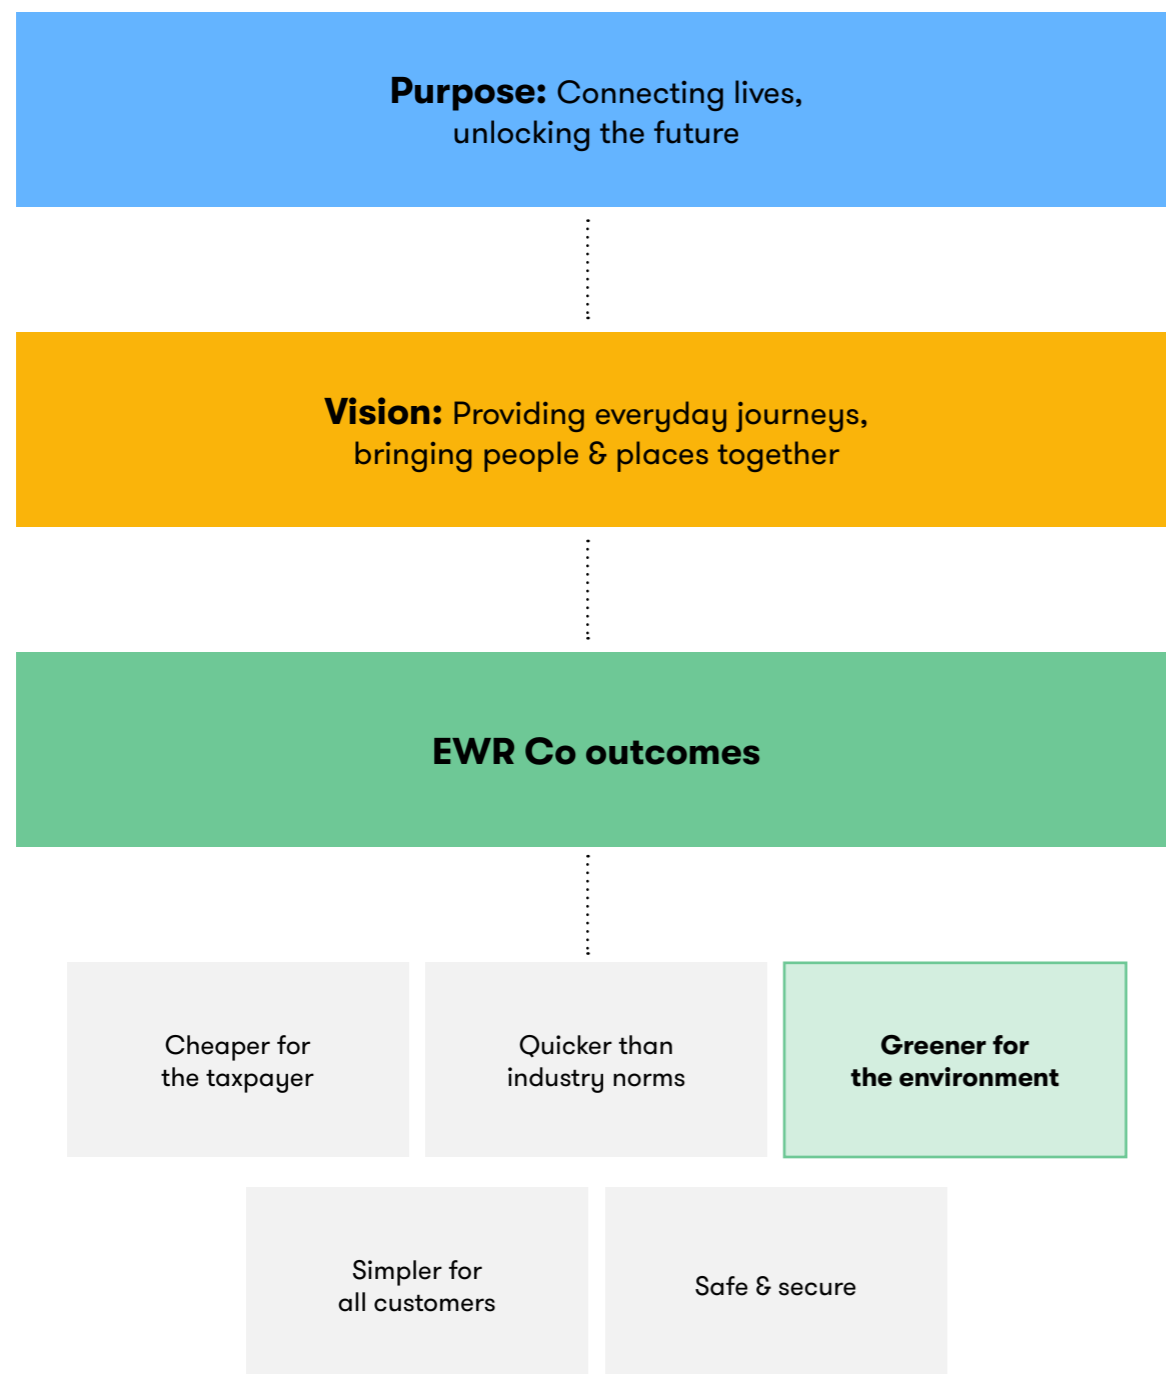 Purpose: Connecting lives,
unlocking the future
Vision: Providing everyday journeys,
bringing people & places together
EWR Co outcomes
Cheaper for
the taxpayer
Quicker than
industry norms
Greener for
the environment
Simpler for
all customers
Safe & secure